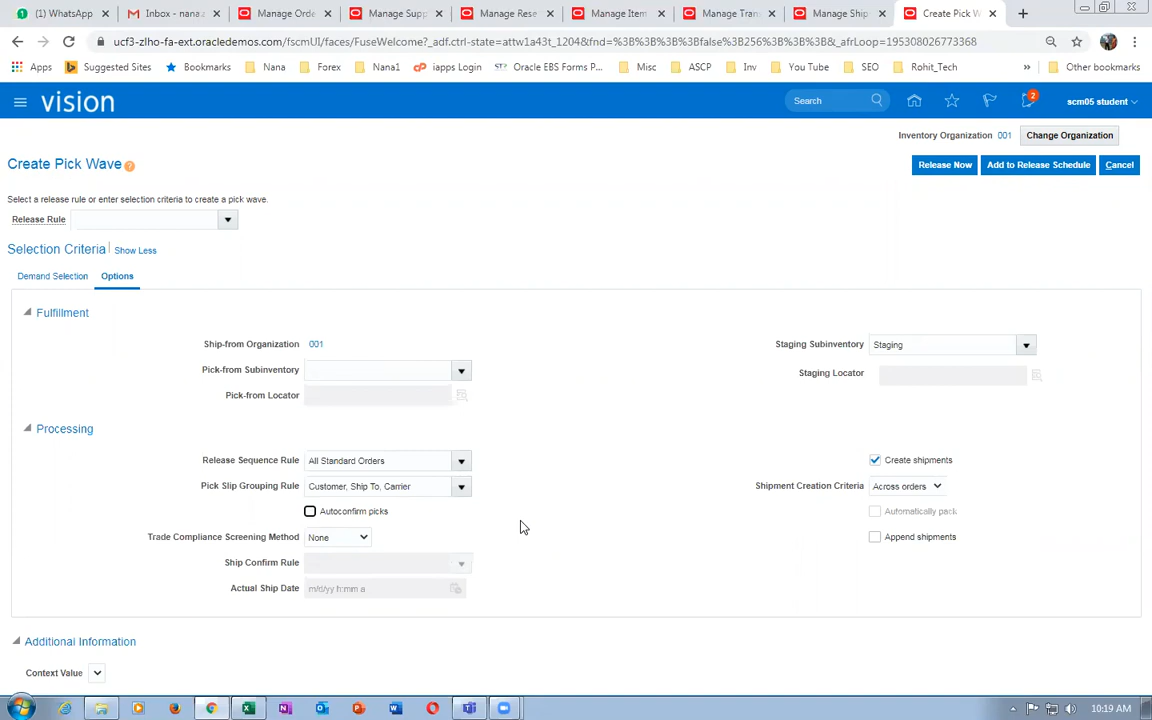 (1) WhatsApp
Inbox - nana.z
Manage Orde
Manage Supp
Manage Rese
Manage Item
Manage Tran
Manage Ship
Create Pick W
ucf3-zlho-fa-ext.oracledemos.com/fscmUI/faces/FuseWelcome?_adf.ctrl-state=attw1a43t_1204&fnd=%3B%3B%3B%3Bfalse%3B256%3B%3B%3B&_afrLoop=195308026773368
Apps
Suggested Sites
Bookmarks
Nana
Forex
Nana1
iapps Login
Oracle EBS Forms P...
Misc
ASCP
Inv
You Tube
SEO
Rohit_Tech
»
Other bookmarks
vision
Search
2
scm05 student
Inventory Organization 001
Change Organization
Create Pick Wave
Release Now
Add to Release Schedule
Cancel
Select a release rule or enter selection criteria to create a pick wave.
Release Rule
Selection Criteria
Show Less
Demand Selection
Options
Fulfillment
Ship-from Organization 001
Staging Subinventory Staging
Pick-from Subinventory
Staging Locator
Pick-from Locator
Processing
Release Sequence Rule All Standard Orders
Create shipments
Pick Slip Grouping Rule Customer, Ship To, Carrier
Shipment Creation Criteria Across orders
Autoconfirm picks
Automatically pack
Trade Compliance Screening Method None
Append shipments
Ship Confirm Rule
Actual Ship Date m/d/yy h:mm a
Additional Information
Context Value
10:19 AM